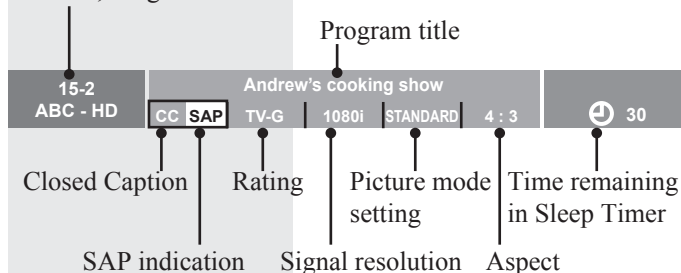 Program title
15-2
ABC - HD
Andrew's cooking show
CC SAP TV-G 1080i STANDARD 4 : 3
30
Closed Caption Rating Picture mode setting Time remaining in Sleep Timer
SAP indication Signal resolution Aspect